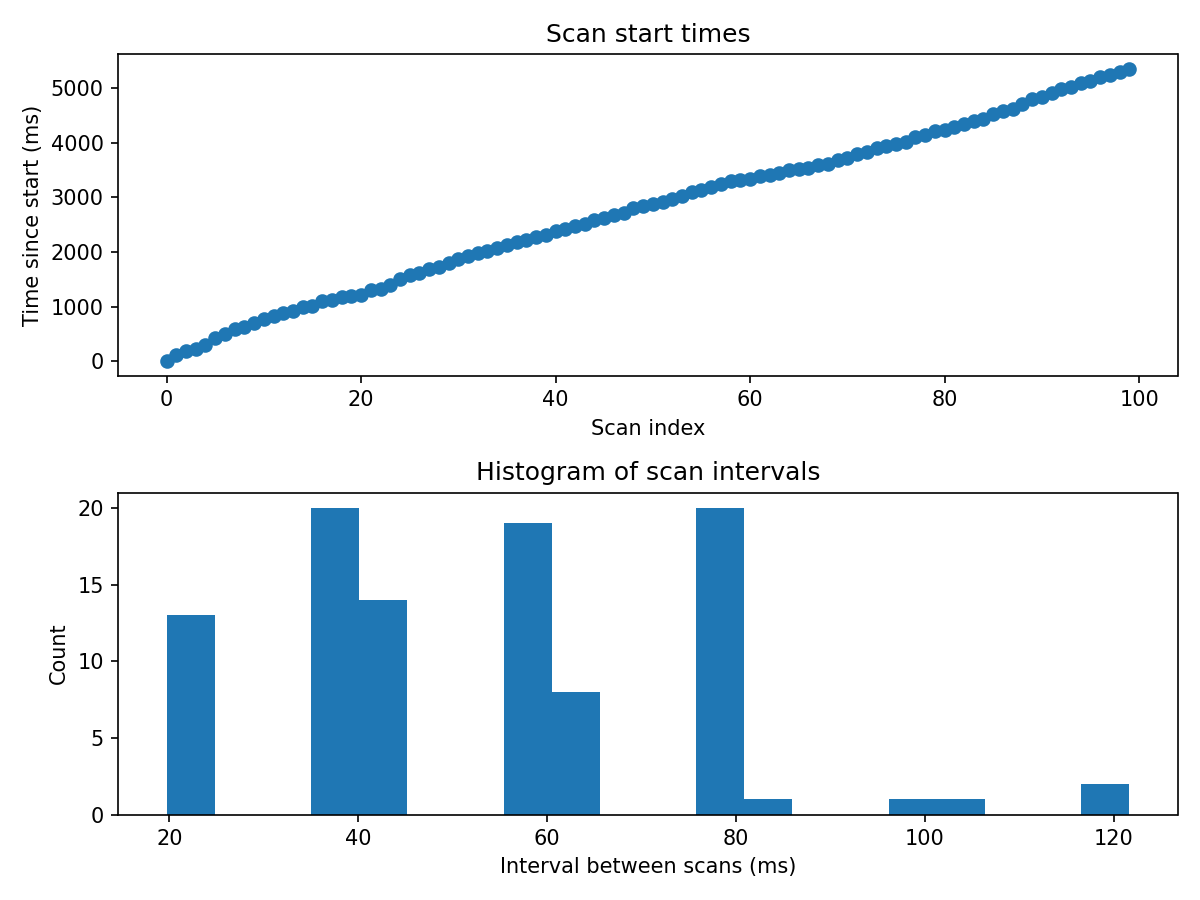 Scan start times
Time since start (ms)
5000
4000
3000
2000
1000
0
0 20 40 60 80 100
Scan index
Histogram of scan intervals
Count
20
15
10
5
0
20 40 60 80 100 120
Interval between scans (ms)